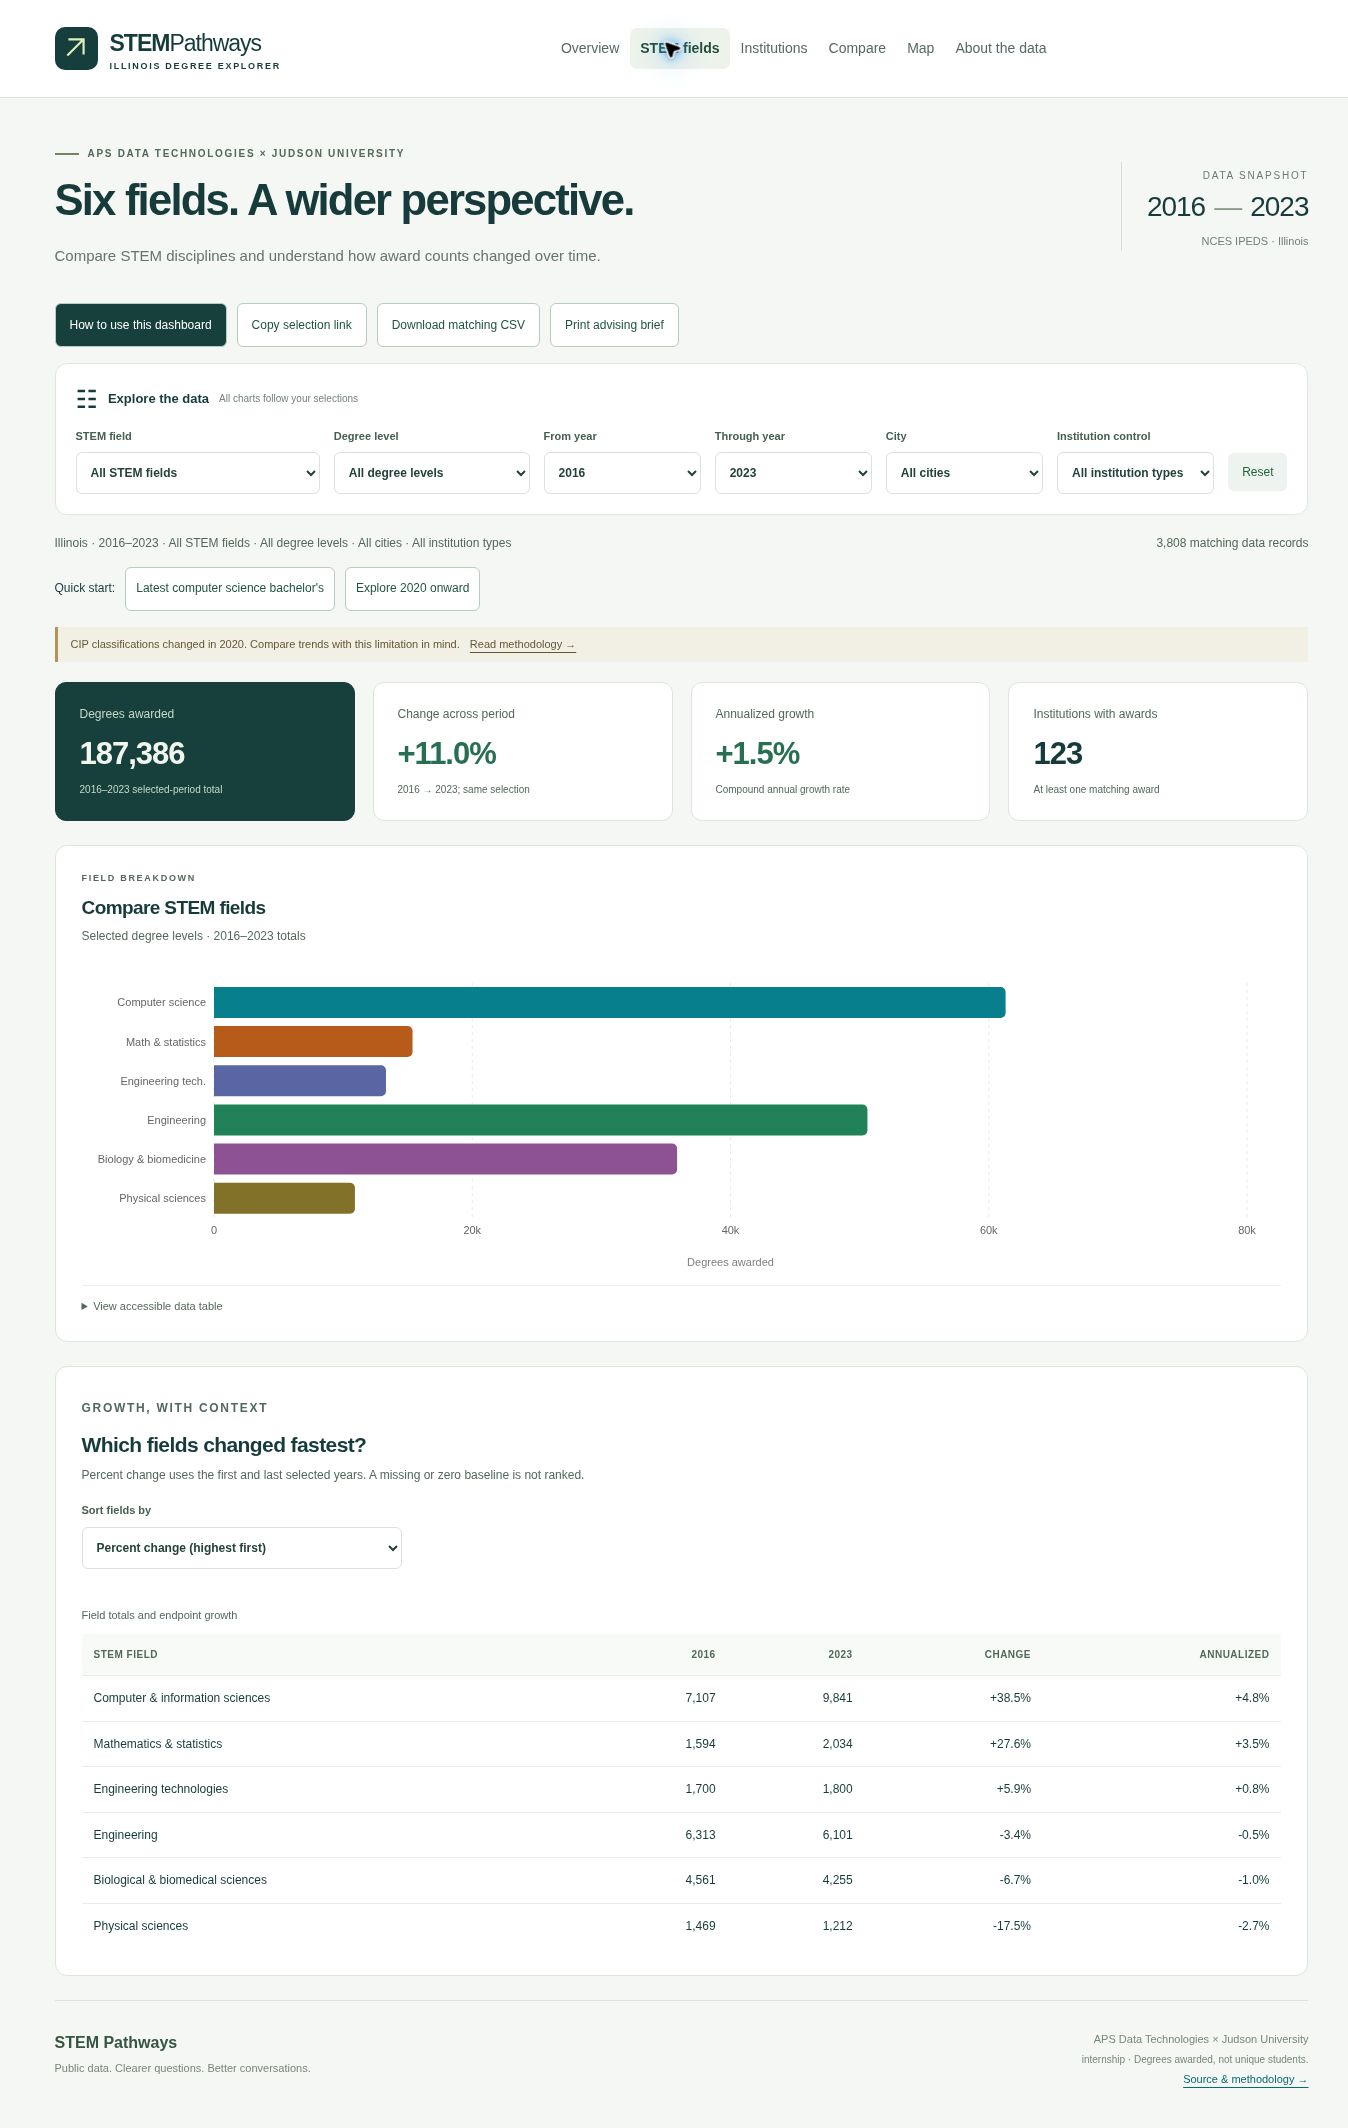 STEMPathways
ILLINOIS DEGREE EXPLORER
Overview
STEM fields
Institutions
Compare
Map
About the data
APS DATA TECHNOLOGIES × JUDSON UNIVERSITY
Six fields. A wider perspective.
Compare STEM disciplines and understand how award counts changed over time.
DATA SNAPSHOT
2016 — 2023
NCES IPEDS · Illinois
How to use this dashboard
Copy selection link
Download matching CSV
Print advising brief
Explore the data All charts follow your selections
STEM field
Degree level
From year
Through year
City
Institution control
All STEM fields
All degree levels
2016
2023
All cities
All institution types
Reset
Illinois · 2016–2023 · All STEM fields · All degree levels · All cities · All institution types
3,808 matching data records
Quick start:
Latest computer science bachelor's
Explore 2020 onward
CIP classifications changed in 2020. Compare trends with this limitation in mind. Read methodology →
Degrees awarded
187,386
2016–2023 selected-period total
Change across period
+11.0%
2016 → 2023; same selection
Annualized growth
+1.5%
Compound annual growth rate
Institutions with awards
123
At least one matching award
FIELD BREAKDOWN
Compare STEM fields
Selected degree levels · 2016–2023 totals
Computer science
Math & statistics
Engineering tech.
Engineering
Biology & biomedicine
Physical sciences
0 20k 40k 60k 80k
Degrees awarded
▶ View accessible data table
GROWTH, WITH CONTEXT
Which fields changed fastest?
Percent change uses the first and last selected years. A missing or zero baseline is not ranked.
Sort fields by
Percent change (highest first)
Field totals and endpoint growth
STEM FIELD 2016 2023 CHANGE ANNUALIZED
Computer & information sciences 7,107 9,841 +38.5% +4.8%
Mathematics & statistics 1,594 2,034 +27.6% +3.5%
Engineering technologies 1,700 1,800 +5.9% +0.8%
Engineering 6,313 6,101 -3.4% -0.5%
Biological & biomedical sciences 4,561 4,255 -6.7% -1.0%
Physical sciences 1,469 1,212 -17.5% -2.7%
STEM Pathways
Public data. Clearer questions. Better conversations.
APS Data Technologies × Judson University
internship · Degrees awarded, not unique students.
Source & methodology →